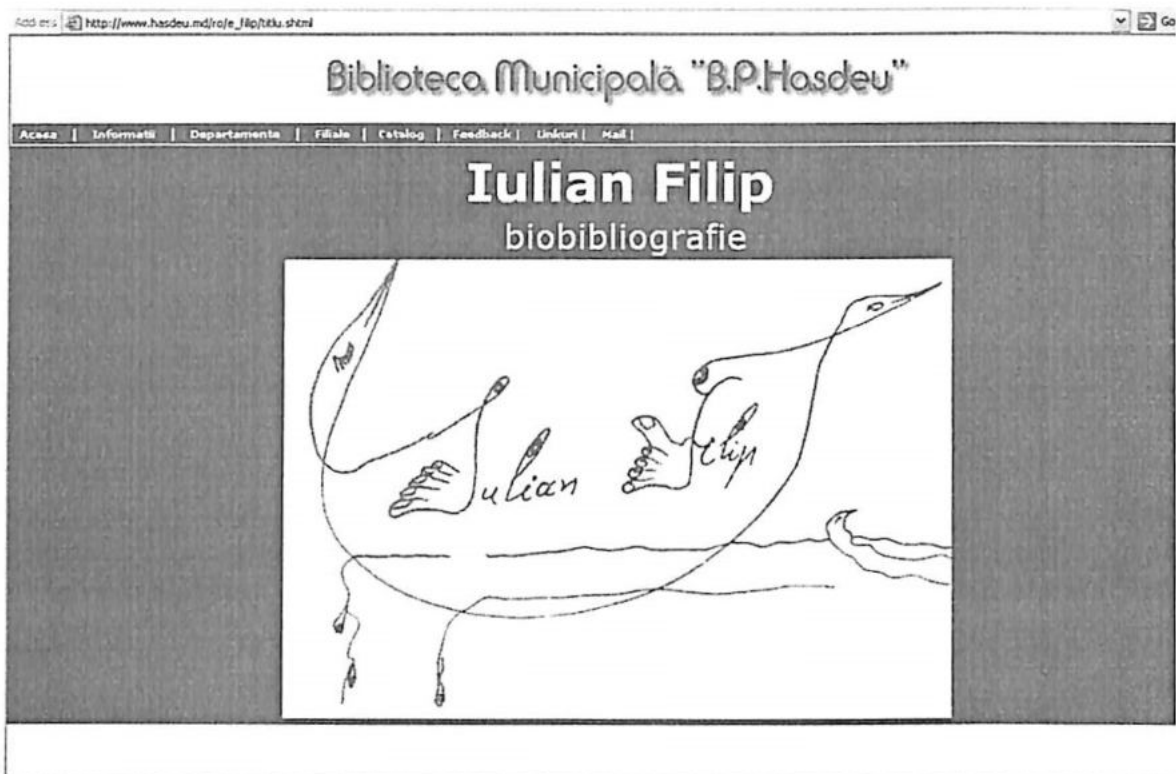 Address http://www.hasdeu.md/ro/e_filip/titlu.shtml Go
Biblioteca Municipală "B.P.Hasdeu"
Acasa | Informatii | Departamente | Filiale | Catalog | Feedback | Linkuri | Mail |
Iulian Filip
biobibliografie
Iulian Filip